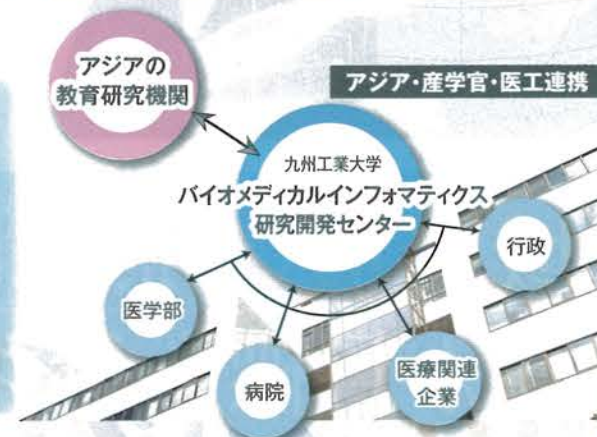 アジアの
教育研究機関
アジア・産学官・医工連携
九州工業大学
バイオメディカルインフォマティクス
研究開発センター
行政
医学部
病院
医療関連
企業